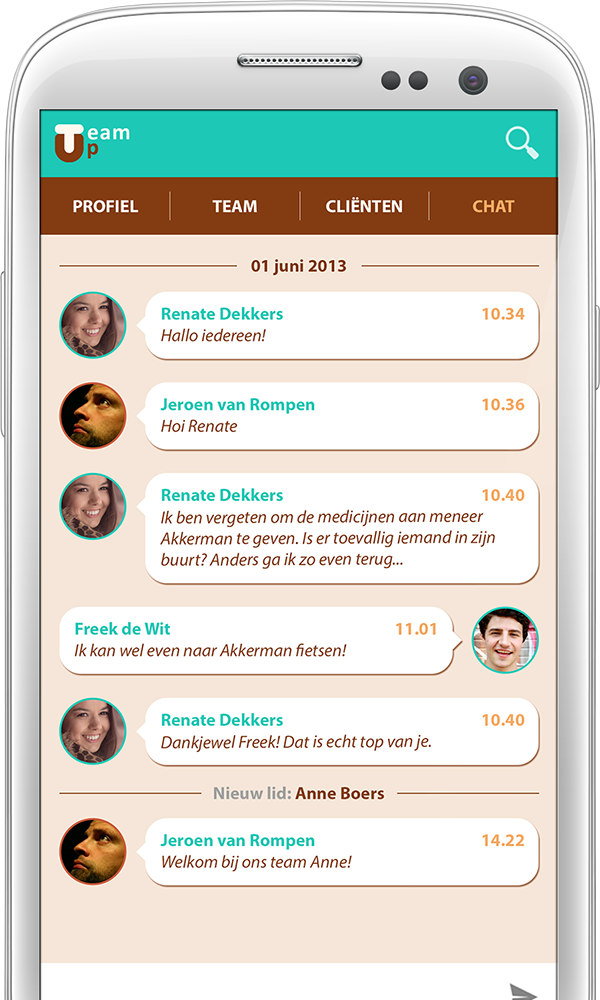 Team
Up
PROFIEL TEAM CLIËNTEN CHAT
01 juni 2013
Renate Dekkers 10.34
Hallo iedereen!
Jeroen van Rompen 10.36
Hoi Renate
Renate Dekkers 10.40
Ik ben vergeten om de medicijnen aan meneer
Akkerman te geven. Is er toevallig iemand in zijn
buurt? Anders ga ik zo even terug...
Freek de Wit 11.01
Ik kan wel even naar Akkerman fietsen!
Renate Dekkers 10.40
Dankjewel Freek! Dat is echt top van je.
Nieuw lid: Anne Boers
Jeroen van Rompen 14.22
Welkom bij ons team Anne!